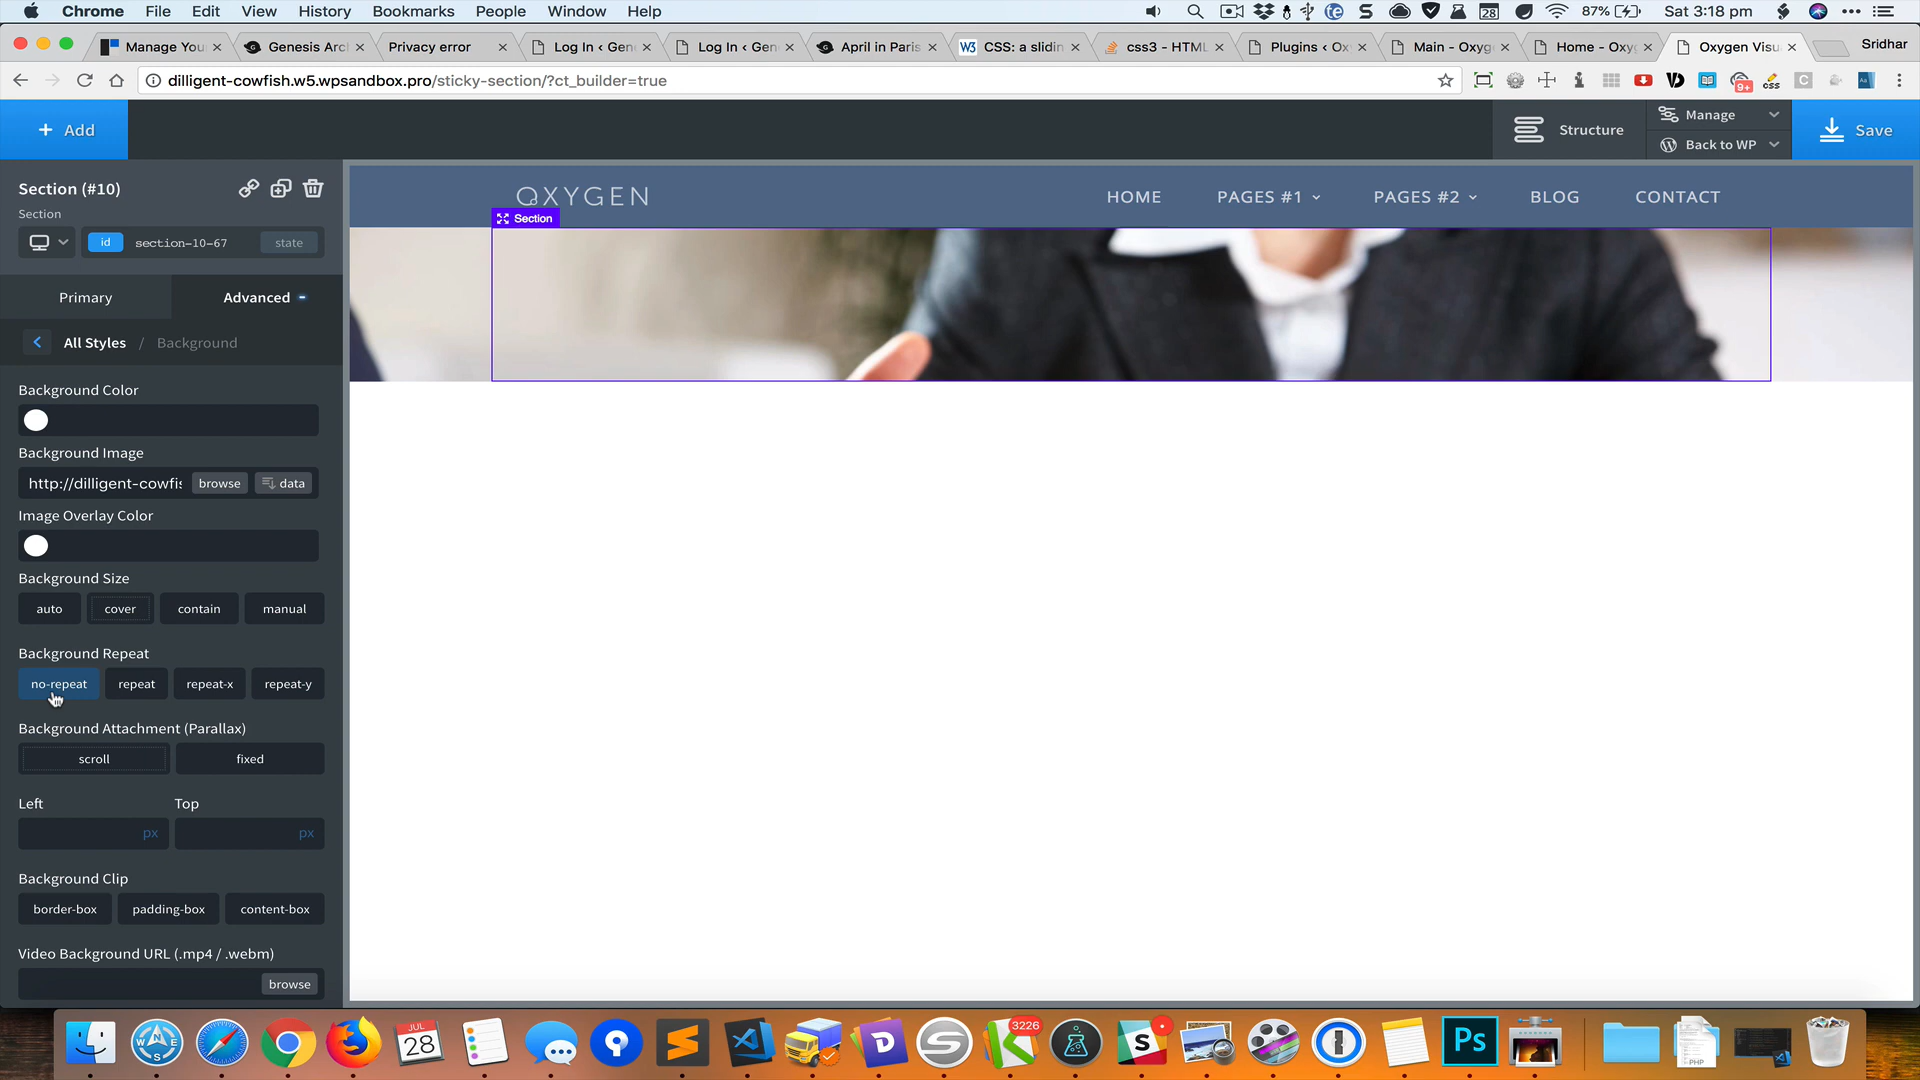 Chrome File Edit View History Bookmarks People Window Help 87% Sat 3:18 pm
Manage You Genesis Arc Privacy error Log In ‹ Gen Log In ‹ Gen April in Paris CSS: a slidin css3 - HTML Plugins ‹ Ox Main - Oxyge Home - Oxyg Oxygen Visu Sridhar
dilligent-cowfish.w5.wpsandbox.pro/sticky-section/?ct_builder=true
+ Add Structure Manage Back to WP Save
Section (#10)
Section
id section-10-67 state
Primary Advanced
All Styles / Background
Background Color
Background Image
http://dilligent-cowfis browse data
Image Overlay Color
Background Size
auto cover contain manual
Background Repeat
no-repeat repeat repeat-x repeat-y
Background Attachment (Parallax)
scroll fixed
Left Top
px px
Background Clip
border-box padding-box content-box
Video Background URL (.mp4 / .webm)
browse
OXYGEN HOME PAGES #1 PAGES #2 BLOG CONTACT
Section
JUL
28
3226
Ps
PHP